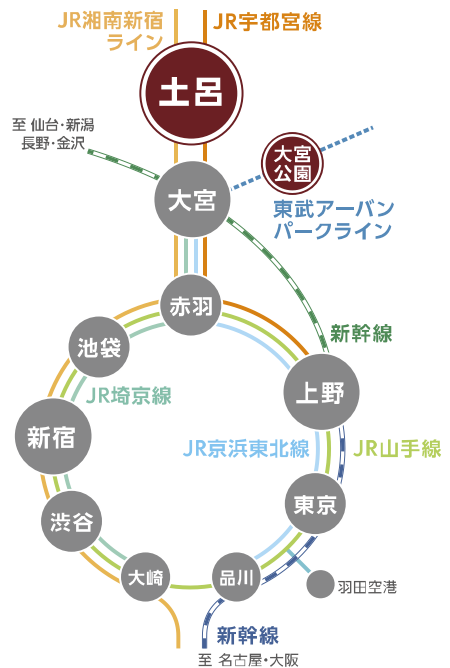 JR湘南新宿
ライン
JR宇都宮線
土呂
至 仙台・新潟
長野・金沢
大宮
公園
大宮
東武アーバン
パークライン
赤羽
新幹線
池袋
上野
JR埼京線
新宿
JR京浜東北線
JR山手線
東京
渋谷
大崎
品川
羽田空港
新幹線
至 名古屋・大阪